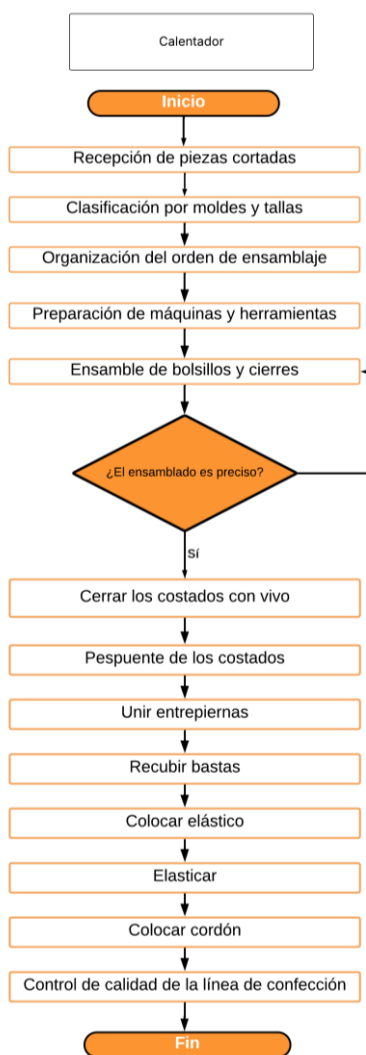 Calentador
Inicio
Recepción de piezas cortadas
Clasificación por moldes y tallas
Organización del orden de ensamblaje
Preparación de máquinas y herramientas
Ensamble de bolsillos y cierres
¿El ensamblado es preciso?
Sí
Cerrar los costados con vivo
Pespuente de los costados
Unir entrepiernas
Recubir bastas
Colocar elástico
Elasticar
Colocar cordón
Control de calidad de la línea de confección
Fin